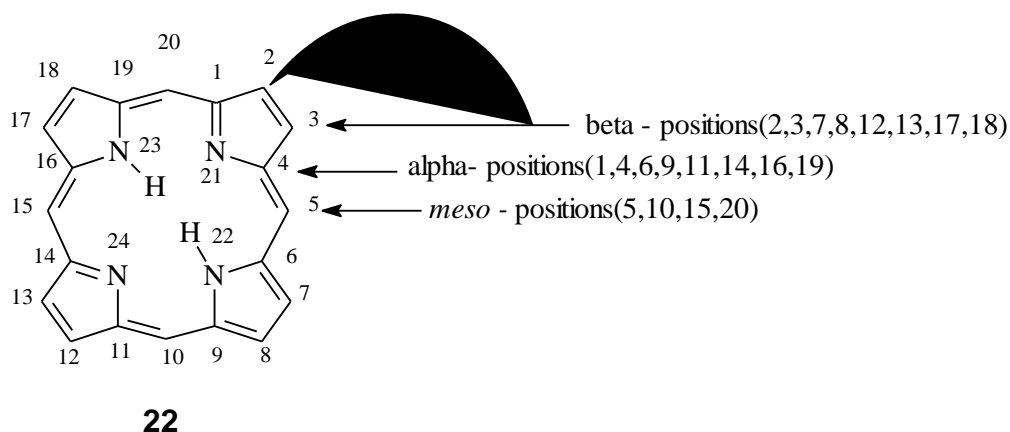 20
2
18
19
1
beta - positions(2,3,7,8,12,13,17,18)
3
17
N 23
N
16
21
4
alpha- positions(1,4,6,9,11,14,16,19)
H
15
5
meso - positions(5,10,15,20)
H 22
24
14
N
N
6
13
7
12
11
10
9
8
22